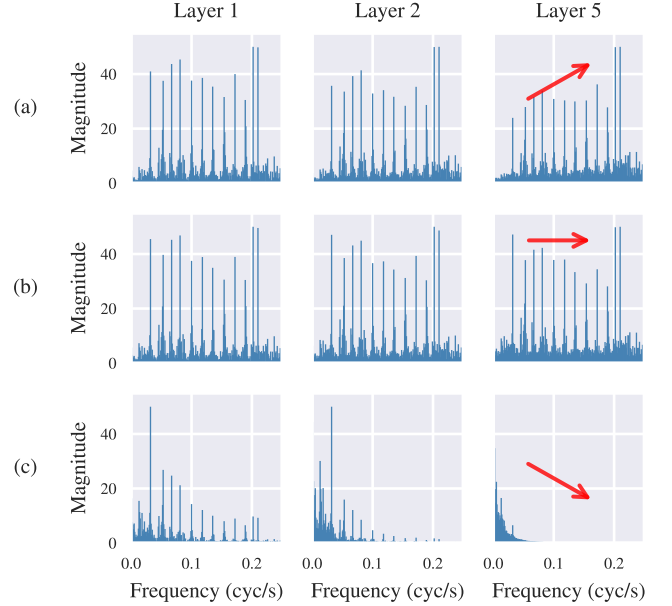 Layer 1 Layer 2 Layer 5
(a)
Magnitude
40
20
0
(b)
Magnitude
40
20
0
(c)
Magnitude
40
20
0
0.0 0.1 0.2 0.0 0.1 0.2 0.0 0.1 0.2
Frequency (cyc/s) Frequency (cyc/s) Frequency (cyc/s)